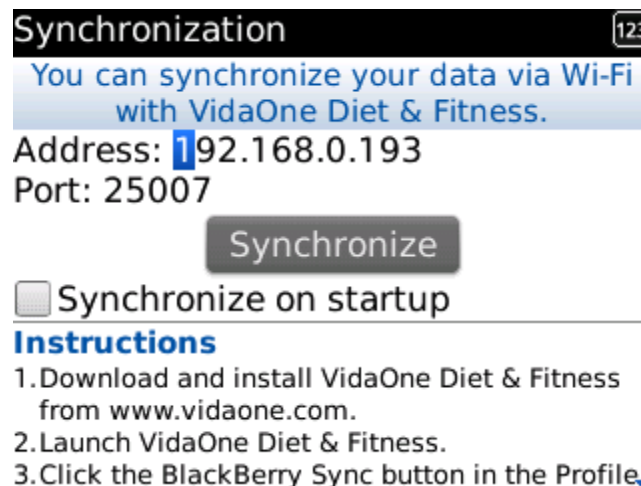 Synchronization 123
You can synchronize your data via Wi-Fi
with VidaOne Diet & Fitness.
Address: 192.168.0.193
Port: 25007
Synchronize
Synchronize on startup
Instructions
1.Download and install VidaOne Diet & Fitness
from www.vidaone.com.
2.Launch VidaOne Diet & Fitness.
3.Click the BlackBerry Sync button in the Profile